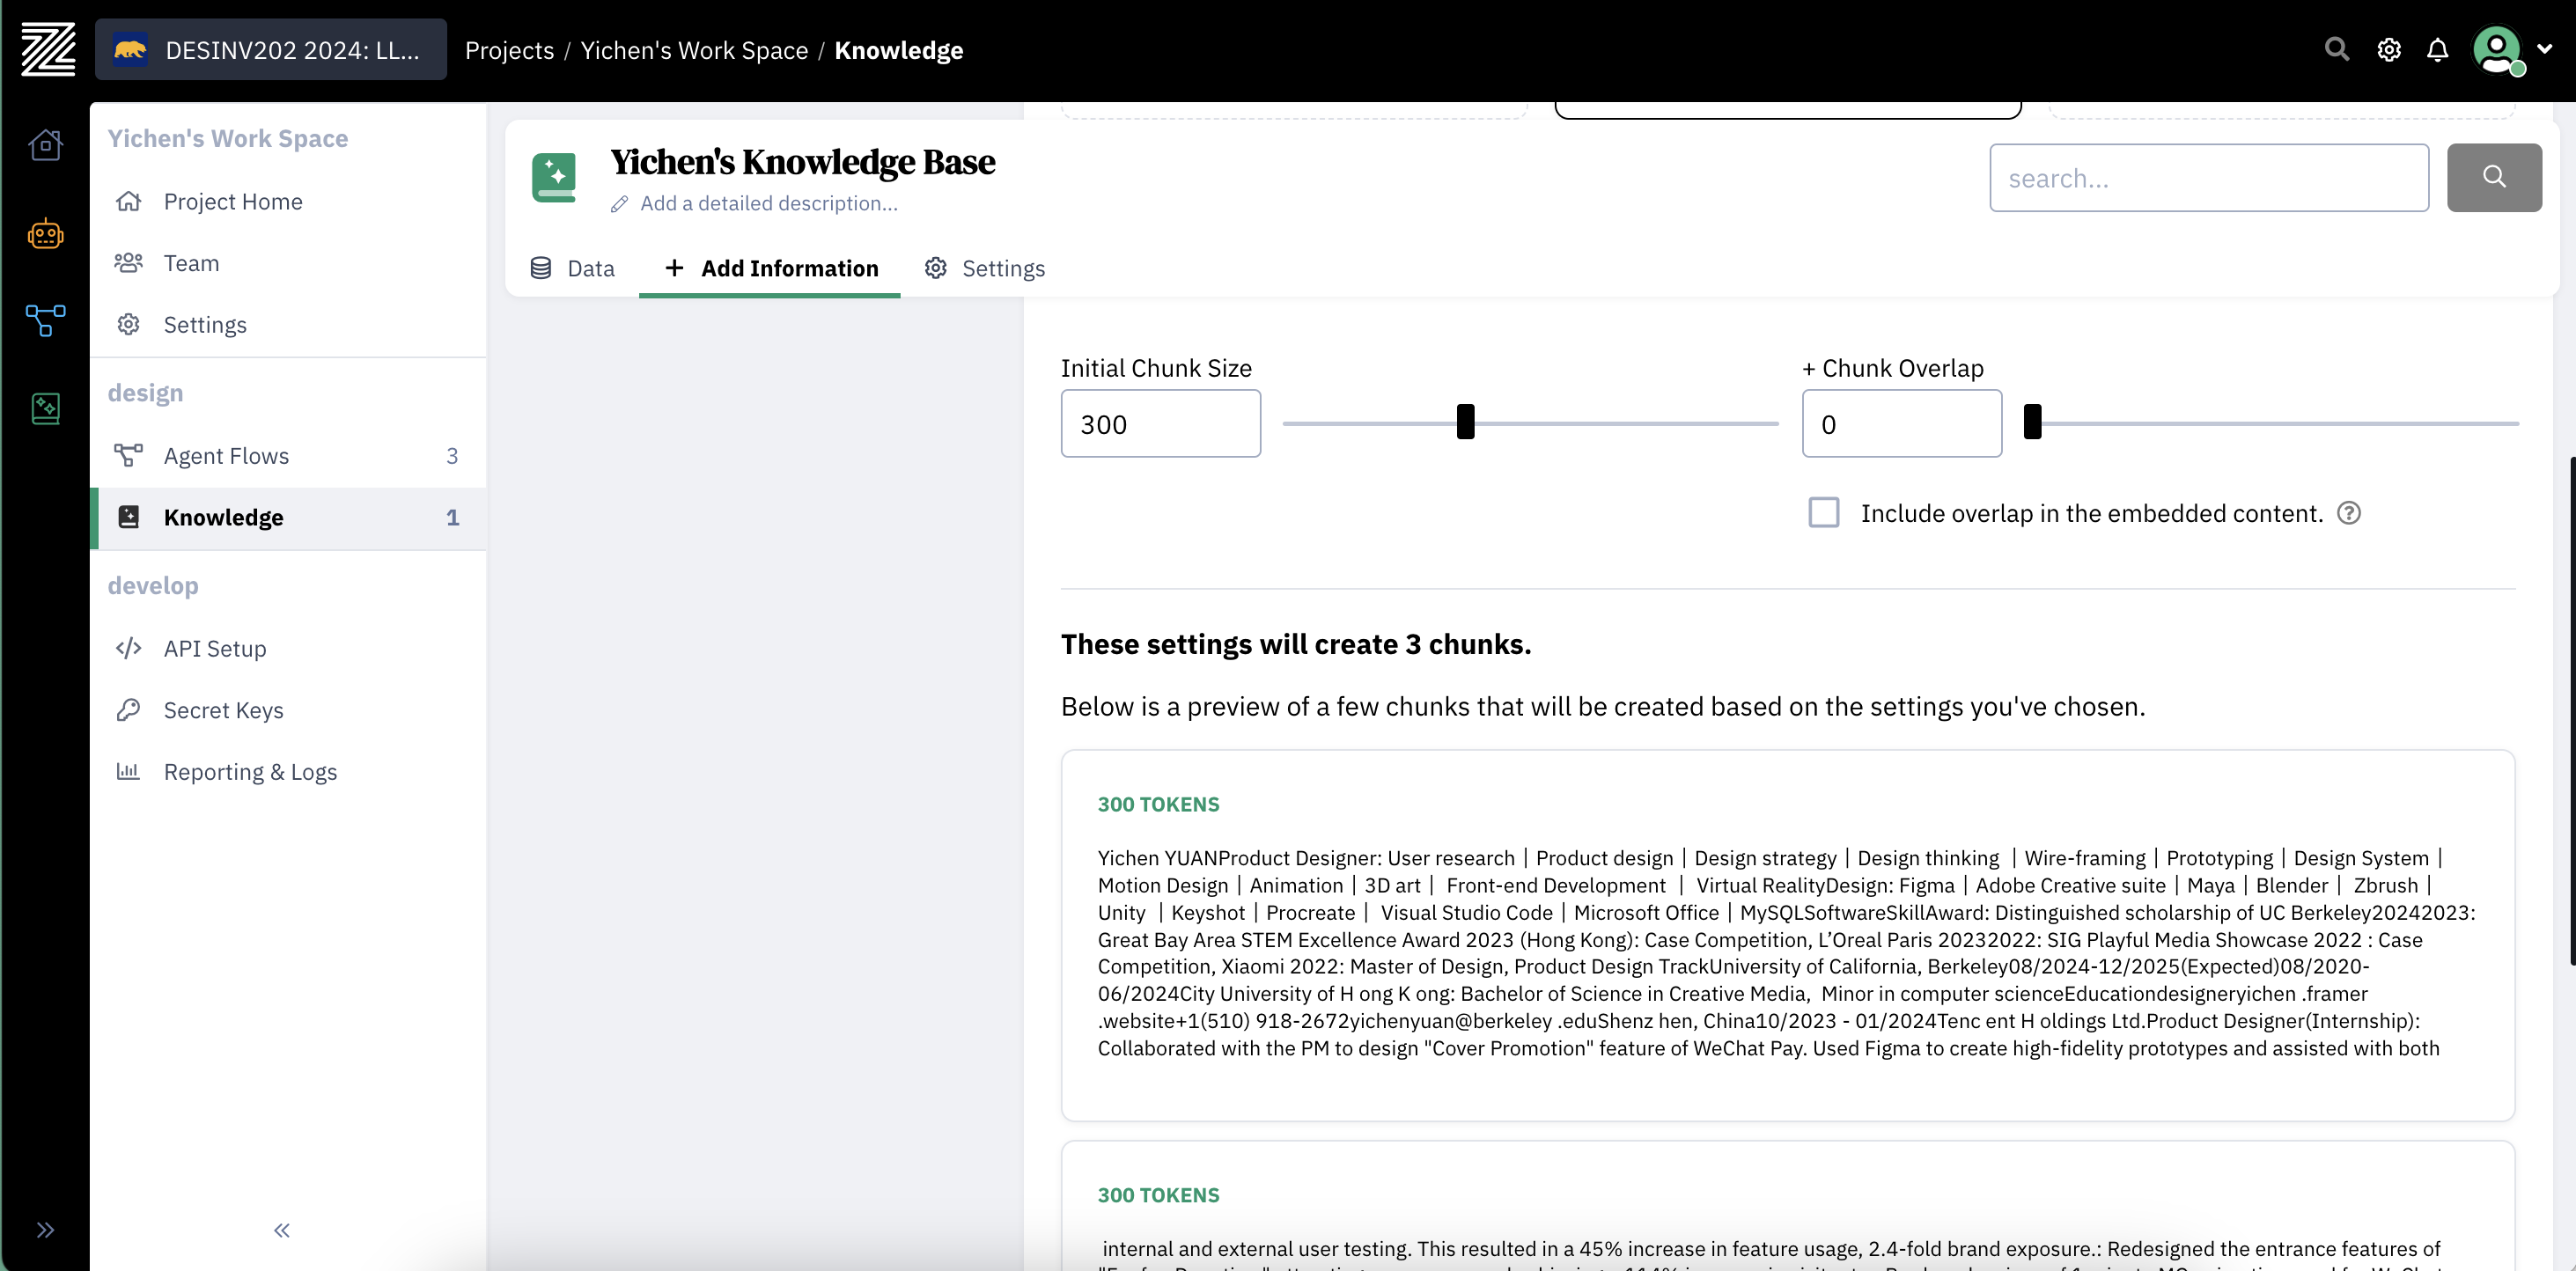 DESINV202 2024: LL...
Projects / Yichen's Work Space / Knowledge
Yichen's Work Space
Project Home
Team
Settings
design
Agent Flows 3
Knowledge 1
develop
API Setup
Secret Keys
Reporting & Logs
Yichen's Knowledge Base
Add a detailed description...
search...
Data
Add Information
Settings
Initial Chunk Size
300
+ Chunk Overlap
0
Include overlap in the embedded content.
These settings will create 3 chunks.
Below is a preview of a few chunks that will be created based on the settings you've chosen.
300 TOKENS
Yichen YUANProduct Designer: User research | Product design | Design strategy | Design thinking | Wire-framing | Prototyping | Design System |
Motion Design | Animation | 3D art | Front-end Development | Virtual RealityDesign: Figma | Adobe Creative suite | Maya | Blender | Zbrush |
Unity | Keyshot | Procreate | Visual Studio Code | Microsoft Office | MySQLSoftwareSkillAward: Distinguished scholarship of UC Berkeley20242023:
Great Bay Area STEM Excellence Award 2023 (Hong Kong): Case Competition, L’Oreal Paris 20232022: SIG Playful Media Showcase 2022 : Case
Competition, Xiaomi 2022: Master of Design, Product Design TrackUniversity of California, Berkeley08/2024-12/2025(Expected)08/2020-
06/2024City University of H ong K ong: Bachelor of Science in Creative Media, Minor in computer scienceEducationdesigneryichen .framer
.website+1(510) 918-2672yichenyuan@berkeley .eduShenz hen, China10/2023 - 01/2024Tenc ent H oldings Ltd.Product Designer(Internship):
Collaborated with the PM to design "Cover Promotion" feature of WeChat Pay. Used Figma to create high-fidelity prototypes and assisted with both
300 TOKENS
internal and external user testing. This resulted in a 45% increase in feature usage, 2.4-fold brand exposure.: Redesigned the entrance features of